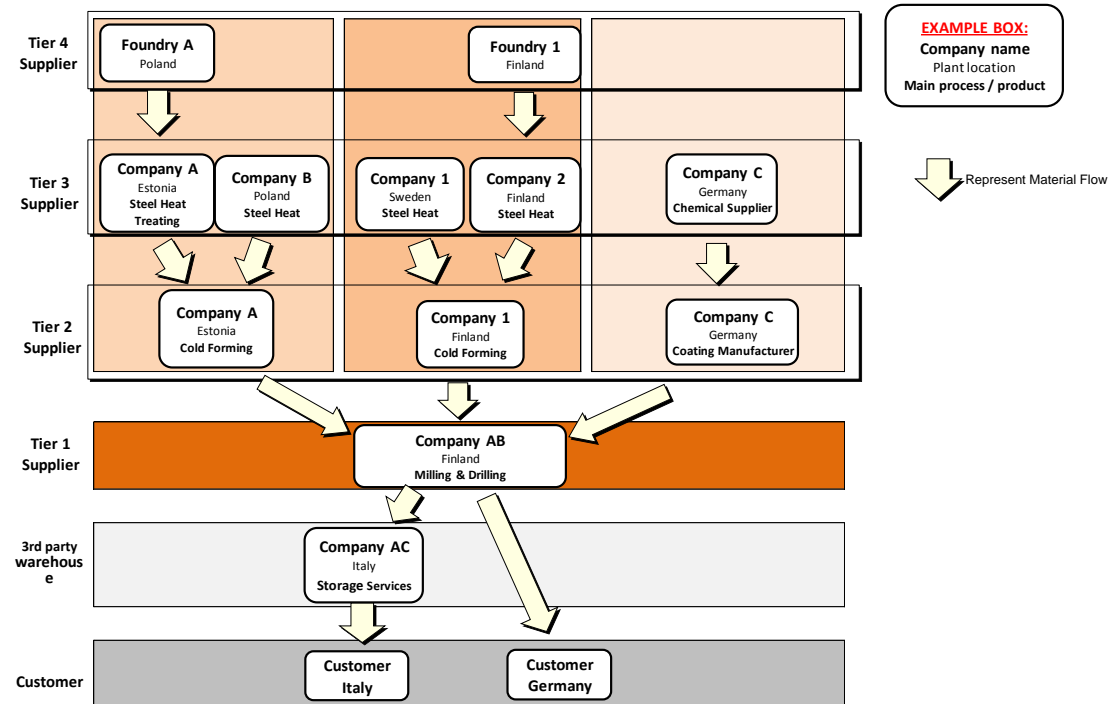 Tier 4
Supplier
Foundry A
Poland
Foundry 1
Finland
EXAMPLE BOX:
Company name
Plant location
Main process / product
Tier 3
Supplier
Company A
Estonia
Steel Heat
Treating
Company B
Poland
Steel Heat
Company 1
Sweden
Steel Heat
Company 2
Finland
Steel Heat
Company C
Germany
Chemical Supplier
Represent Material Flow
Tier 2
Supplier
Company A
Estonia
Cold Forming
Company 1
Finland
Cold Forming
Company C
Germany
Coating Manufacturer
Tier 1
Supplier
Company AB
Finland
Milling & Drilling
3rd party
warehous
e
Company AC
Italy
Storage Services
Customer
Customer
Italy
Customer
Germany